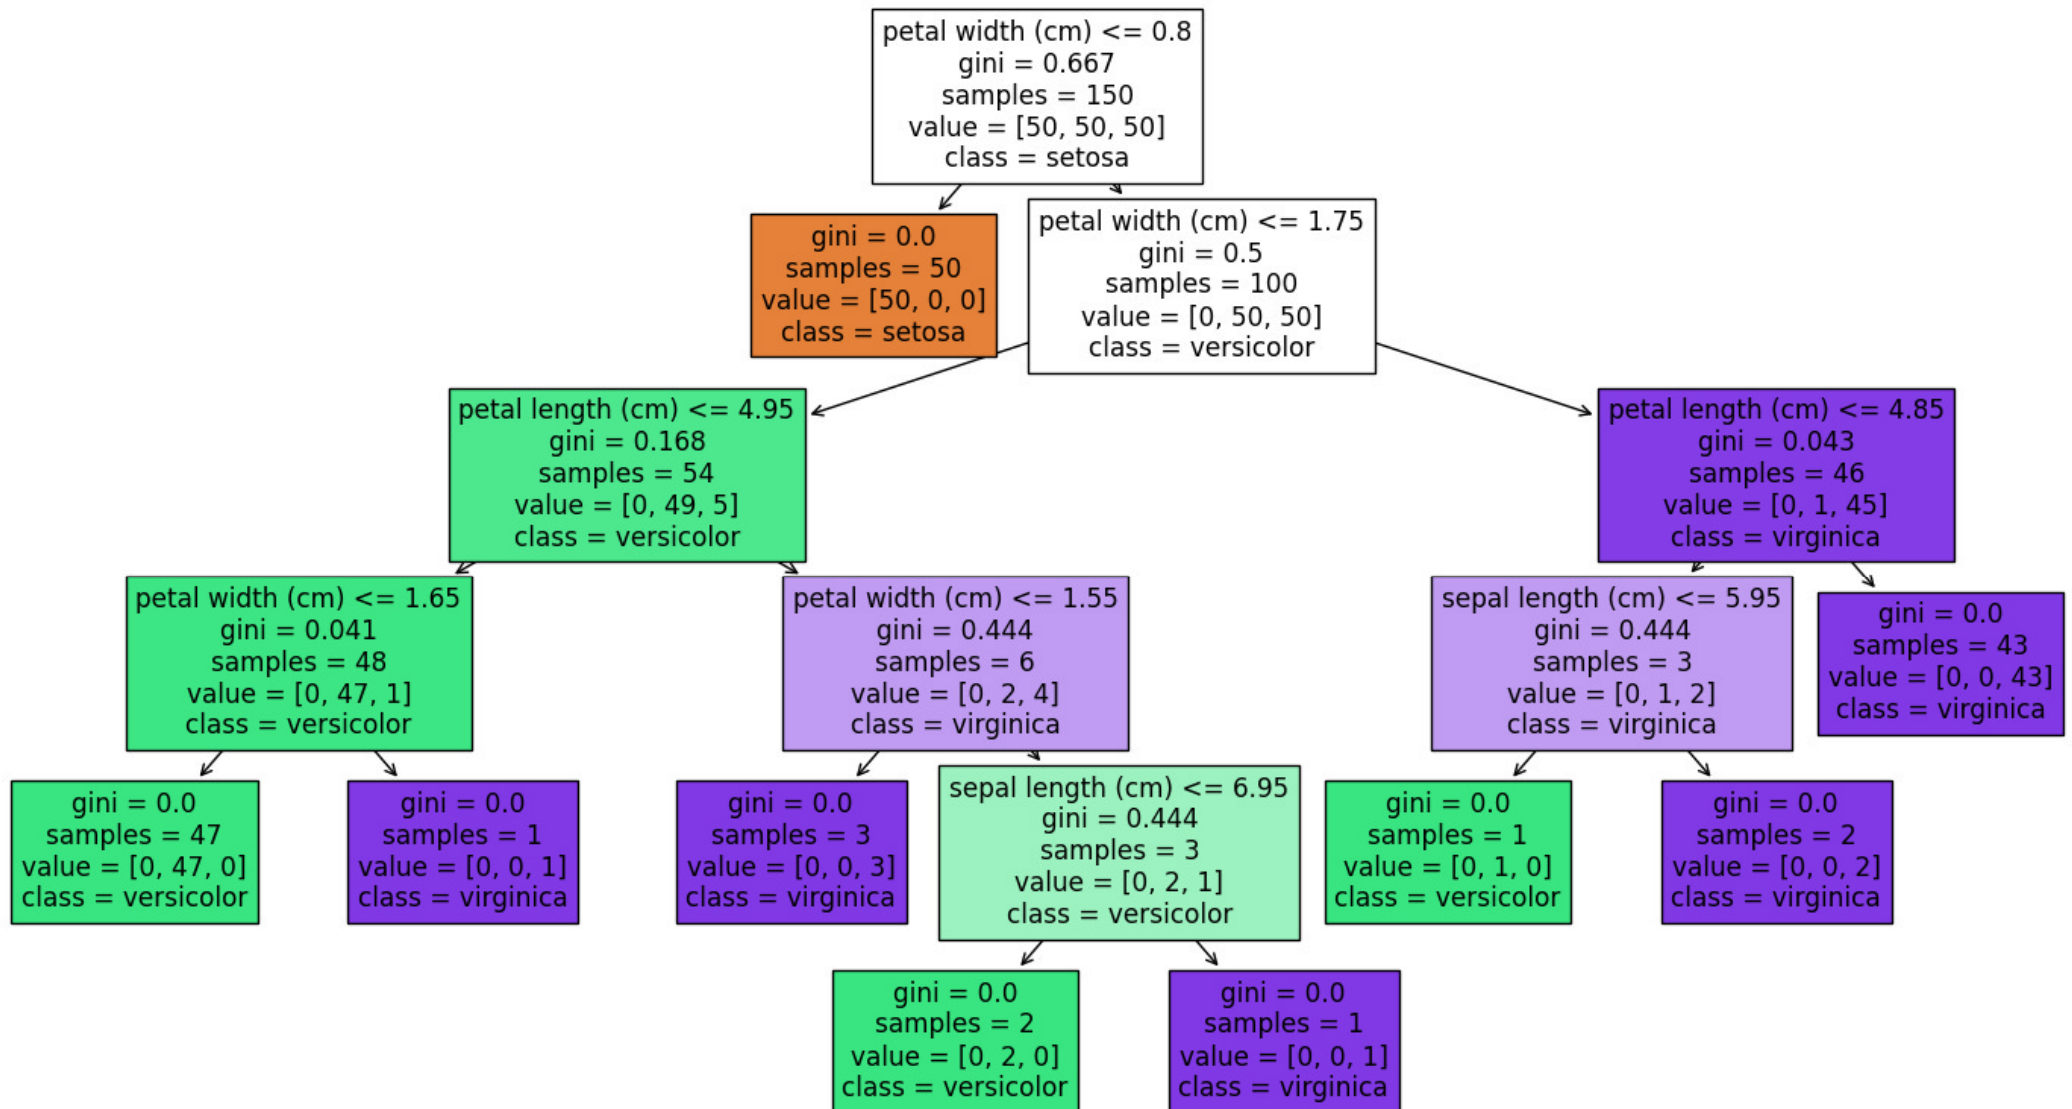 petal width (cm) <= 0.8
gini = 0.667
samples = 150
value = [50, 50, 50]
class = setosa
gini = 0.0
samples = 50
value = [50, 0, 0]
class = setosa
petal width (cm) <= 1.75
gini = 0.5
samples = 100
value = [0, 50, 50]
class = versicolor
petal length (cm) <= 4.95
gini = 0.168
samples = 54
value = [0, 49, 5]
class = versicolor
petal length (cm) <= 4.85
gini = 0.043
samples = 46
value = [0, 1, 45]
class = virginica
petal width (cm) <= 1.65
gini = 0.041
samples = 48
value = [0, 47, 1]
class = versicolor
petal width (cm) <= 1.55
gini = 0.444
samples = 6
value = [0, 2, 4]
class = virginica
sepal length (cm) <= 5.95
gini = 0.444
samples = 3
value = [0, 1, 2]
class = virginica
gini = 0.0
samples = 43
value = [0, 0, 43]
class = virginica
gini = 0.0
samples = 47
value = [0, 47, 0]
class = versicolor
gini = 0.0
samples = 1
value = [0, 0, 1]
class = virginica
gini = 0.0
samples = 3
value = [0, 0, 3]
class = virginica
sepal length (cm) <= 6.95
gini = 0.444
samples = 3
value = [0, 2, 1]
class = versicolor
gini = 0.0
samples = 1
value = [0, 1, 0]
class = versicolor
gini = 0.0
samples = 2
value = [0, 0, 2]
class = virginica
gini = 0.0
samples = 2
value = [0, 2, 0]
class = versicolor
gini = 0.0
samples = 1
value = [0, 0, 1]
class = virginica